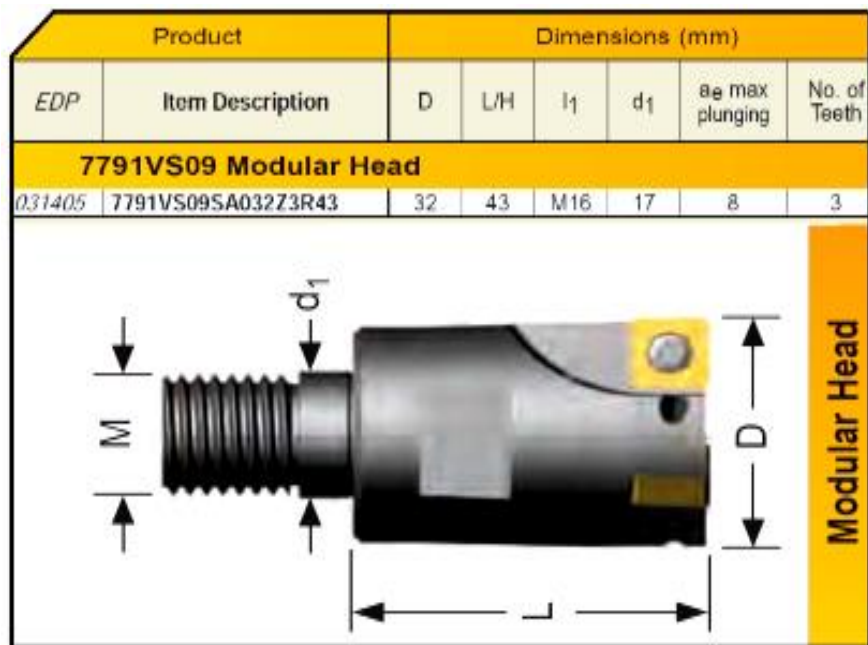 Product Dimensions (mm)
EDP Item Description D L/H l1 d1 ae max plunging No. of Teeth
7791VS09 Modular Head
031405 7791VS09SA032Z3R43 32 43 M16 17 8 3
d1
M
D
L
Modular Head